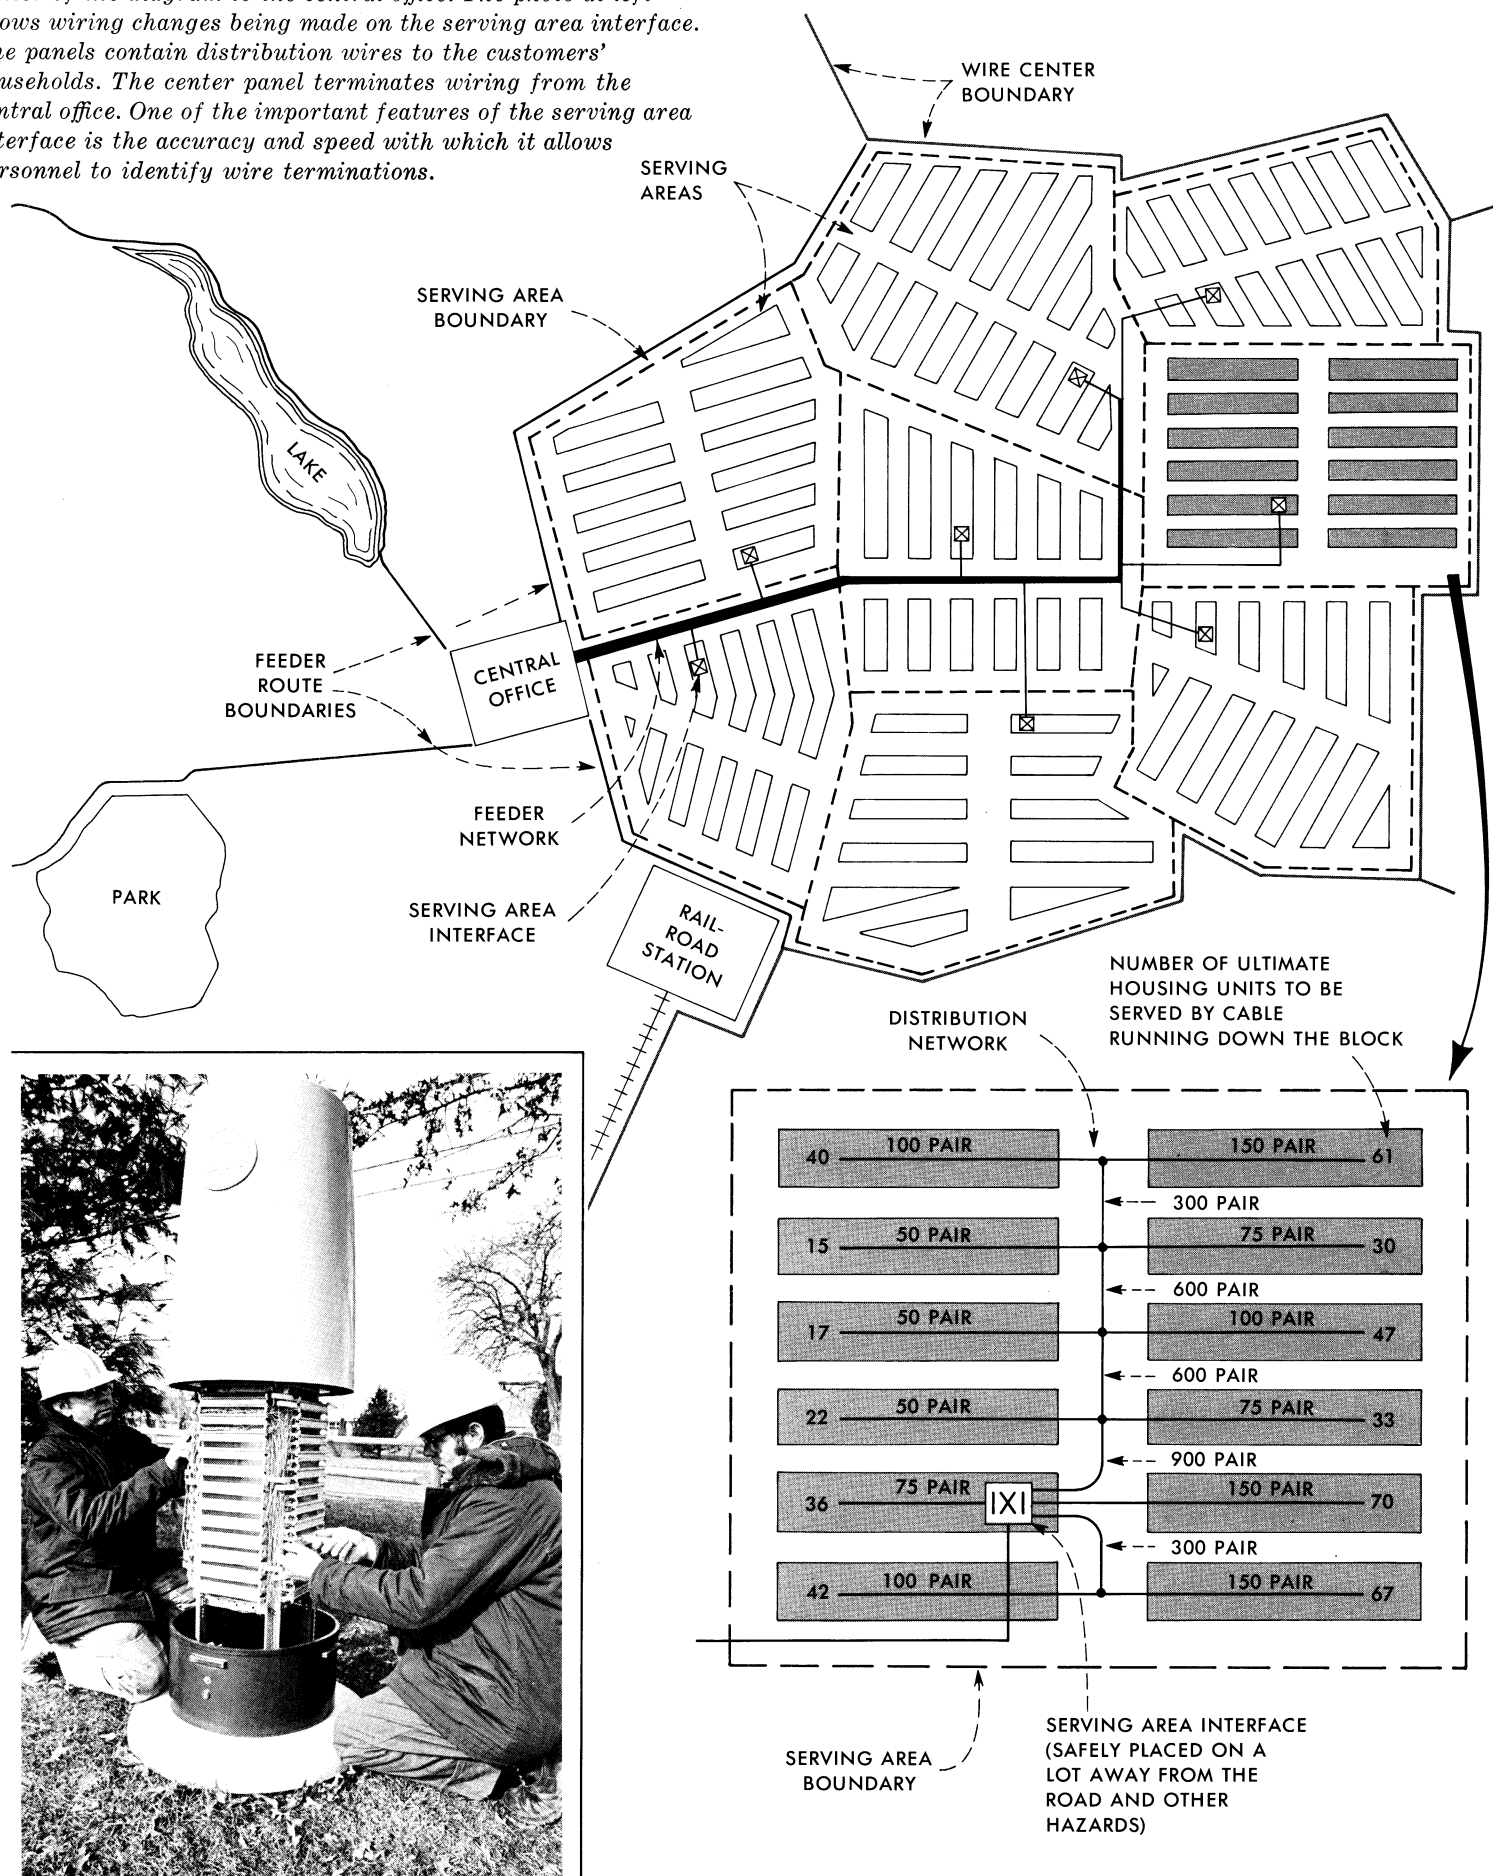 ows wiring changes being made on the serving area interface.
e panels contain distribution wires to the customers'
useholds. The center panel terminates wiring from the
ntral office. One of the important features of the serving area
terface is the accuracy and speed with which it allows
rsonnel to identify wire terminations.
WIRE CENTER
BOUNDARY
SERVING
AREAS
SERVING AREA
BOUNDARY
LAKE
CENTRAL
OFFICE
FEEDER
ROUTE
BOUNDARIES
FEEDER
NETWORK
SERVING AREA
INTERFACE
PARK
RAIL-
ROAD
STATION
NUMBER OF ULTIMATE
HOUSING UNITS TO BE
SERVED BY CABLE
RUNNING DOWN THE BLOCK
DISTRIBUTION
NETWORK
40 100 PAIR 150 PAIR 61
300 PAIR
15 50 PAIR 75 PAIR 30
600 PAIR
17 50 PAIR 100 PAIR 47
600 PAIR
22 50 PAIR 75 PAIR 33
900 PAIR
36 75 PAIR 150 PAIR 70
300 PAIR
42 100 PAIR 150 PAIR 67
SERVING AREA
BOUNDARY
SERVING AREA INTERFACE
(SAFELY PLACED ON A
LOT AWAY FROM THE
ROAD AND OTHER
HAZARDS)